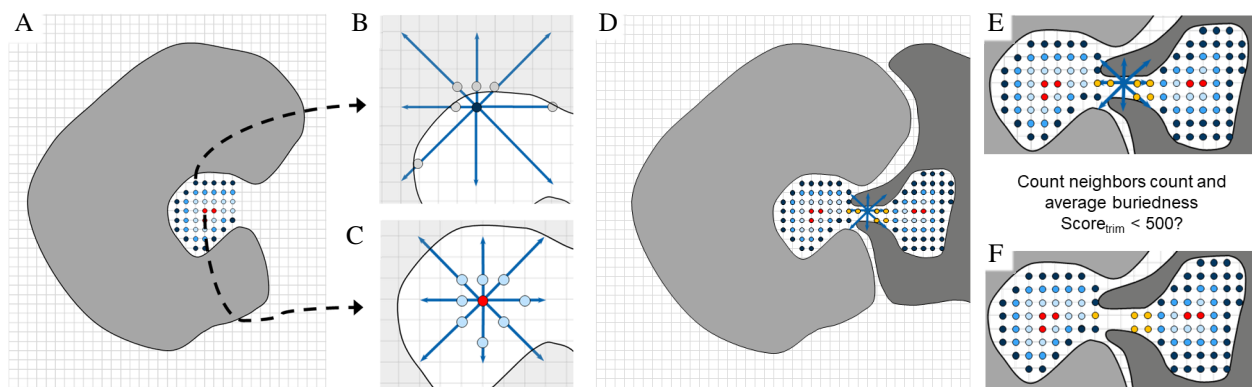 A
B
C
D
E
Count neighbors count and
average buriedness
Score_trim < 500?
F